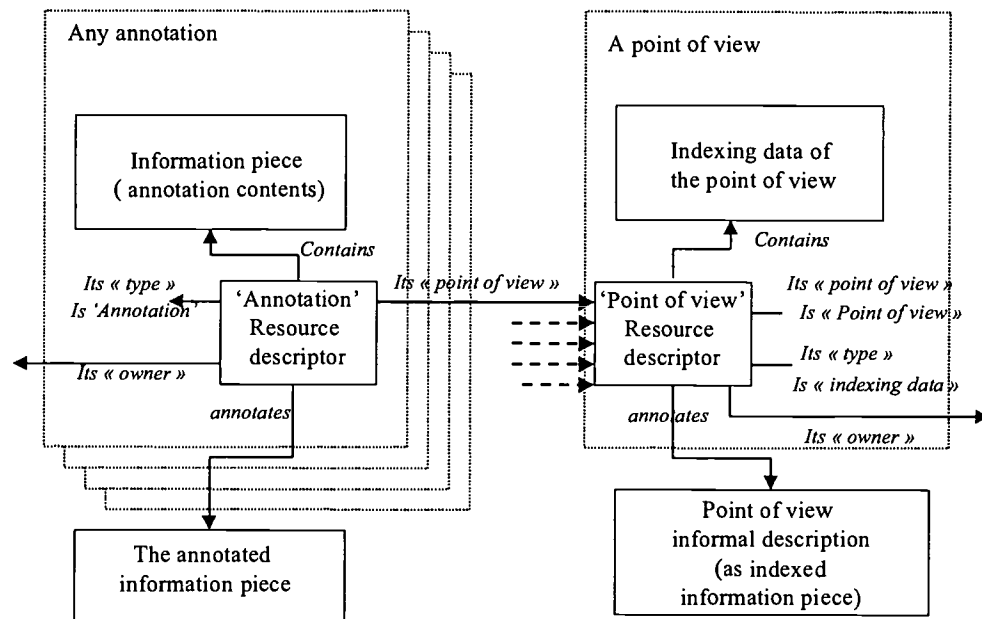 Any annotation
Information piece
( annotation contents)
Contains
Its « type »
Is 'Annotation'
'Annotation'
Resource
descriptor
Its « owner »
annotates
The annotated
information piece
Its « point of view »
A point of view
Indexing data of
the point of view
Contains
'Point of view'
Resource
descriptor
Its « point of view »
Is « Point of view »
Its « type »
Is « indexing data »
annotates
Its « owner »
Point of view
informal description
(as indexed
information piece)